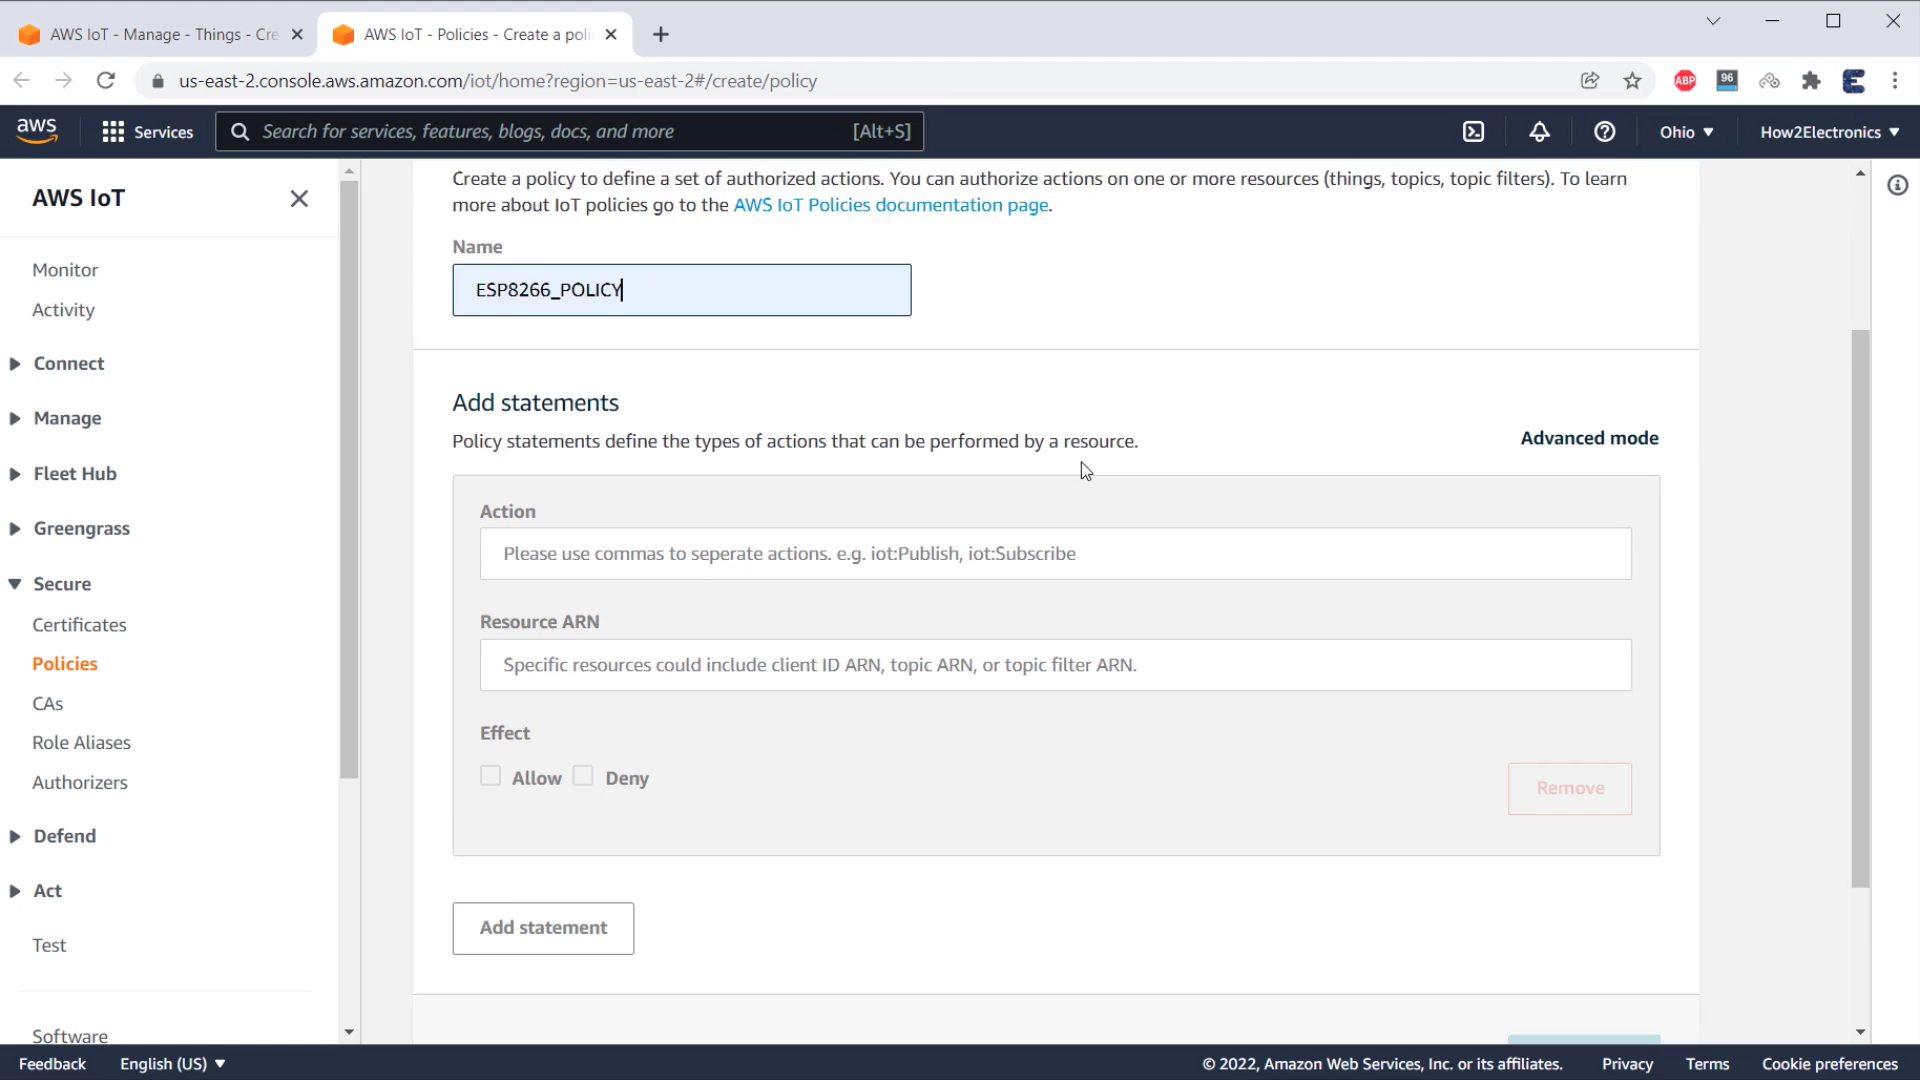 AWS IoT - Manage - Things - Cre
AWS IoT - Policies - Create a poli
us-east-2.console.aws.amazon.com/iot/home?region=us-east-2#/create/policy
ABP
96
aws
Services
Search for services, features, blogs, docs, and more
[Alt+S]
Ohio
How2Electronics
AWS IoT
Monitor
Activity
Connect
Manage
Fleet Hub
Greengrass
Secure
Certificates
Policies
CAs
Role Aliases
Authorizers
Defend
Act
Test
Software
Create a policy to define a set of authorized actions. You can authorize actions on one or more resources (things, topics, topic filters). To learn
more about IoT policies go to the AWS IoT Policies documentation page.
Name
ESP8266_POLICY
Add statements
Policy statements define the types of actions that can be performed by a resource.
Advanced mode
Action
Please use commas to seperate actions. e.g. iot:Publish, iot:Subscribe
Resource ARN
Specific resources could include client ID ARN, topic ARN, or topic filter ARN.
Effect
Allow
Deny
Remove
Add statement
Feedback
English (US)
© 2022, Amazon Web Services, Inc. or its affiliates.
Privacy
Terms
Cookie preferences